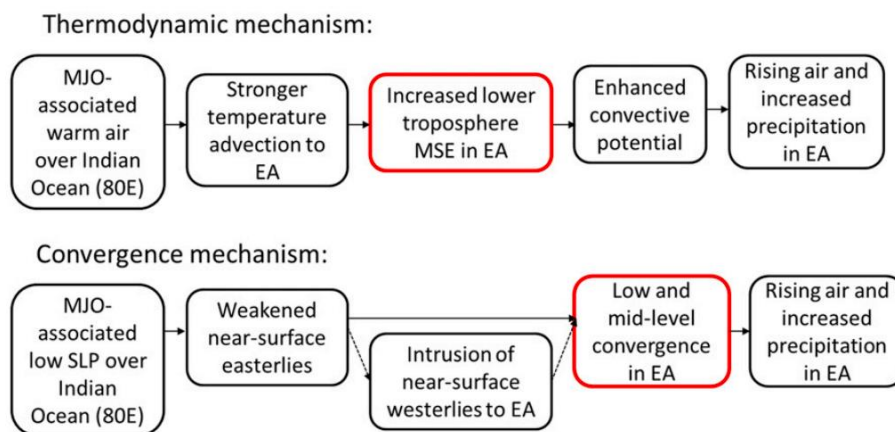 Thermodynamic mechanism:
MJO-
associated
warm air
over Indian
Ocean (80E)
Stronger
temperature
advection to
EA
Increased lower
troposphere
MSE in EA
Enhanced
convective
potential
Rising air and
increased
precipitation
in EA
Convergence mechanism:
MJO-
associated
low SLP over
Indian
Ocean (80E)
Weakened
near-surface
easterlies
Intrusion of
near-surface
westerlies to EA
Low and
mid-level
convergence
in EA
Rising air and
increased
precipitation in
EA